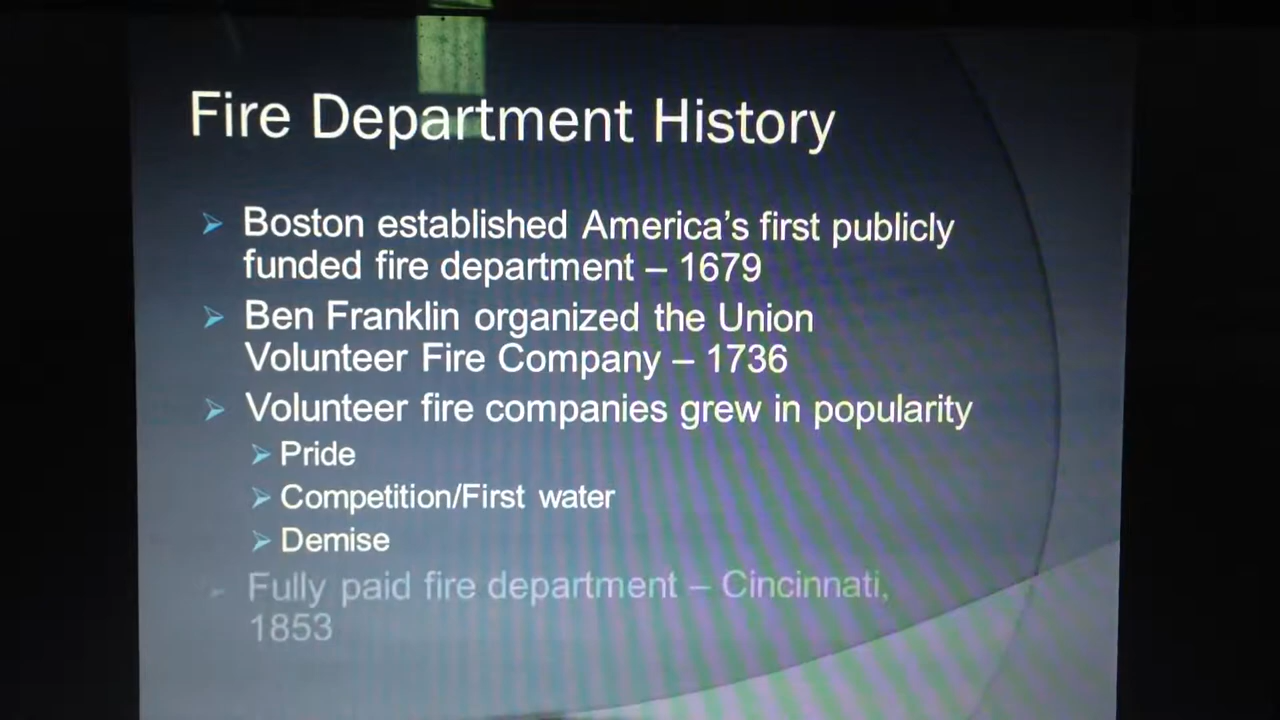 Fire Department History
Boston established America's first publicly
funded fire department – 1679
Ben Franklin organized the Union
Volunteer Fire Company – 1736
Volunteer fire companies grew in popularity
Pride
Competition/First water
Demise
Fully paid fire department – Cincinnati,
1853